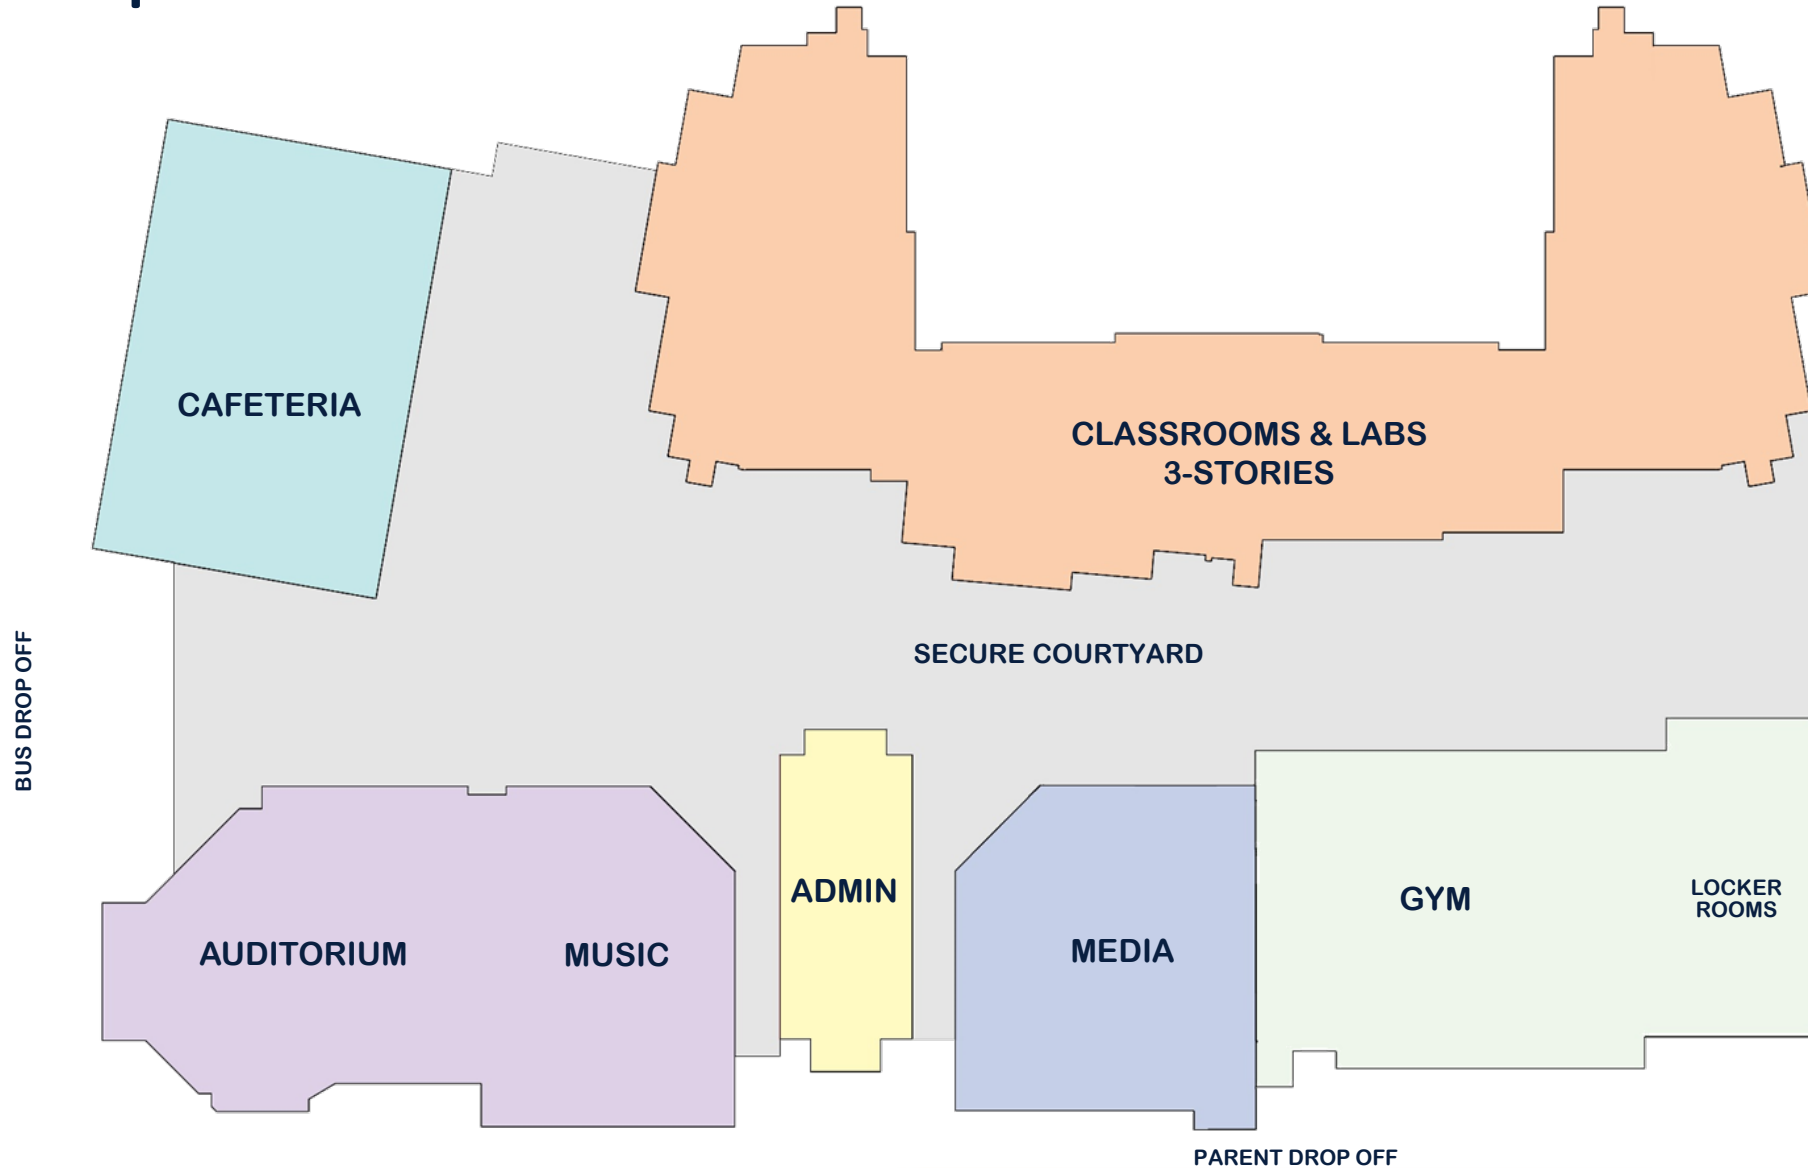 CAFETERIA
CLASSROOMS & LABS
3-STORIES
SECURE COURTYARD
BUS DROP OFF
ADMIN
GYM
LOCKER
ROOMS
AUDITORIUM
MUSIC
MEDIA
PARENT DROP OFF